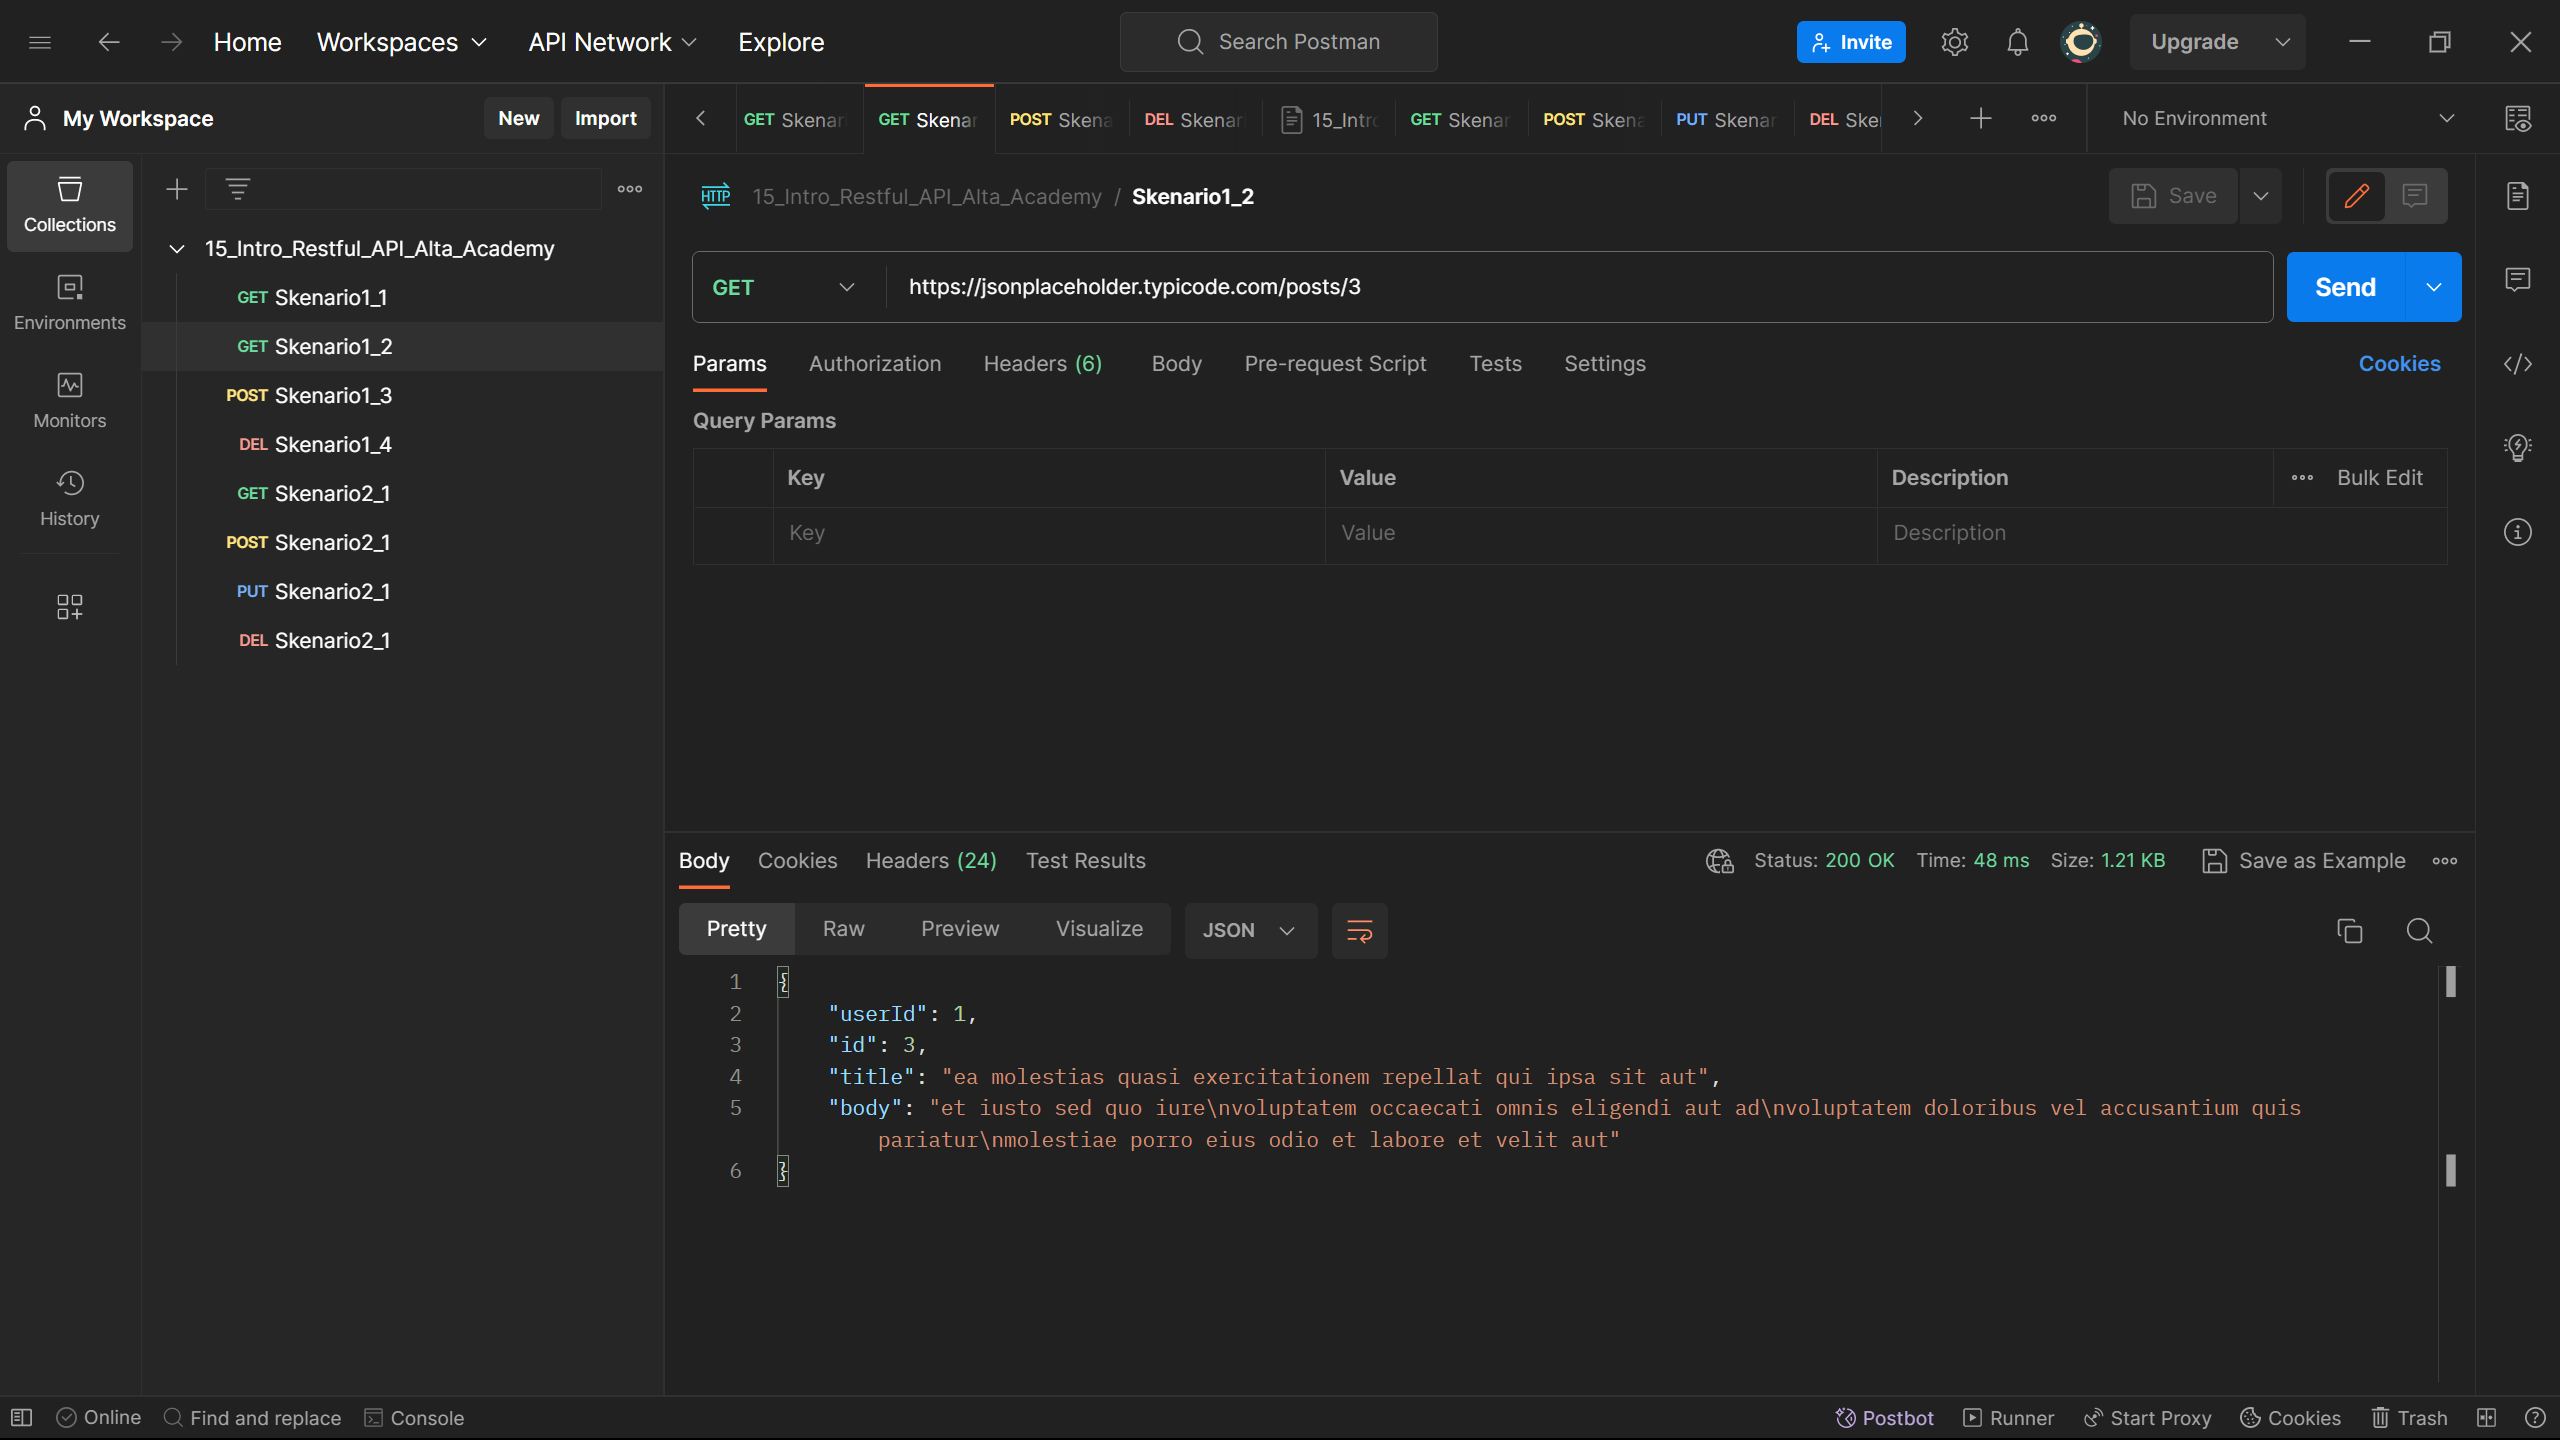 Home Workspaces API Network Explore Search Postman Invite Upgrade
My Workspace New Import
GET Skenar GET Skenar POST Skena DEL Skenar 15_Intro GET Skenar POST Skena PUT Skenar DEL Ske No Environment
Collections
Environments
Monitors
History
15_Intro_Restful_API_Alta_Academy
GET Skenario1_1
GET Skenario1_2
POST Skenario1_3
DEL Skenario1_4
GET Skenario2_1
POST Skenario2_1
PUT Skenario2_1
DEL Skenario2_1
HTTP 15_Intro_Restful_API_Alta_Academy / Skenario1_2 Save
GET https://jsonplaceholder.typicode.com/posts/3 Send
Params Authorization Headers (6) Body Pre-request Script Tests Settings Cookies
Query Params
Key Value Description Bulk Edit
Key Value Description
Body Cookies Headers (24) Test Results Status: 200 OK Time: 48 ms Size: 1.21 KB Save as Example
Pretty Raw Preview Visualize JSON
1 {
2 "userId": 1,
3 "id": 3,
4 "title": "ea molestias quasi exercitationem repellat qui ipsa sit aut",
5 "body": "et iusto sed quo iure\nvoluptatem occaecati omnis eligendi aut ad\nvoluptatem doloribus vel accusantium quis
pariatur\nmolestiae porro eius odio et labore et velit aut"
6 }
Online Find and replace Console Postbot Runner Start Proxy Cookies Trash